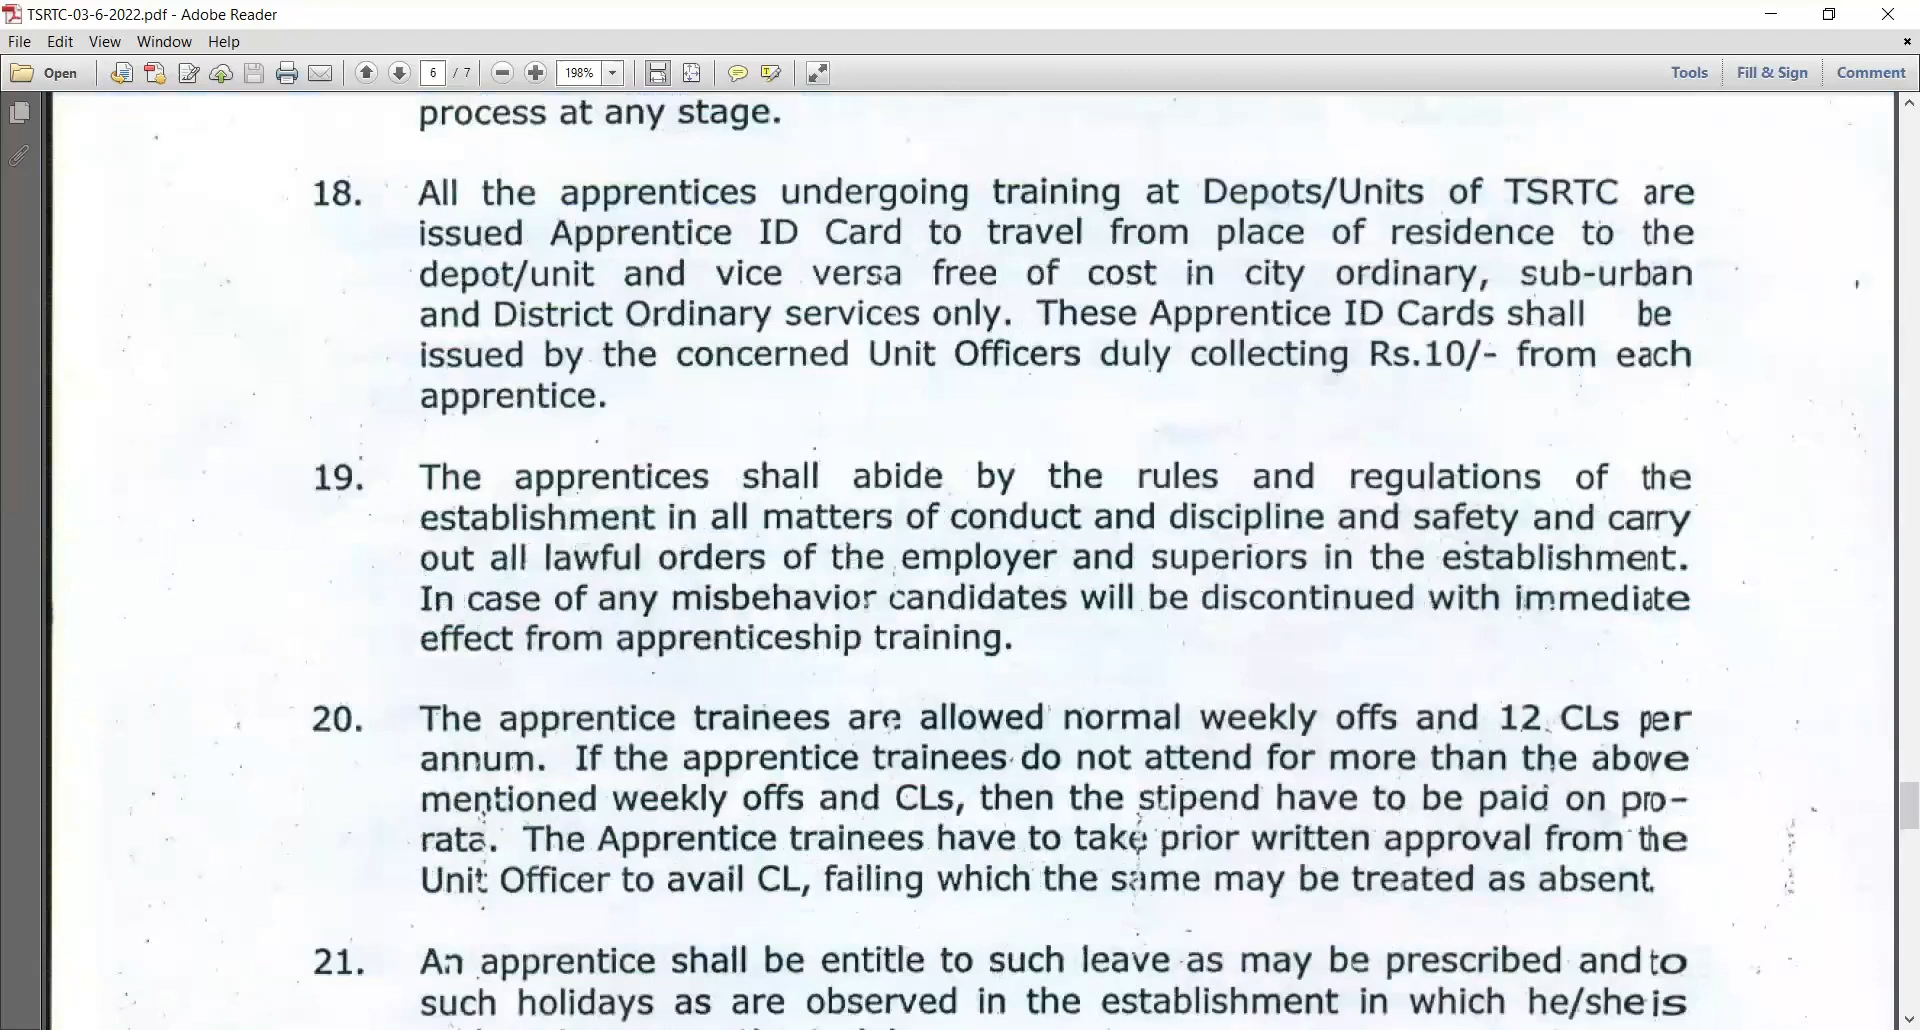 TSRTC-03-6-2022.pdf - Adobe Reader
File Edit View Window Help
Open 6 / 7 198% Tools Fill & Sign Comment
process at any stage.
18. All the apprentices undergoing training at Depots/Units of TSRTC are
issued Apprentice ID Card to travel from place of residence to the
depot/unit and vice versa free of cost in city ordinary, sub-urban
and District Ordinary services only. These Apprentice ID Cards shall be
issued by the concerned Unit Officers duly collecting Rs.10/- from each
apprentice.
19. The apprentices shall abide by the rules and regulations of the
establishment in all matters of conduct and discipline and safety and carry
out all lawful orders of the employer and superiors in the establishment.
In case of any misbehavior candidates will be discontinued with immediate
effect from apprenticeship training.
20. The apprentice trainees are allowed normal weekly offs and 12 CLs per
annum. If the apprentice trainees do not attend for more than the above
mentioned weekly offs and CLs, then the stipend have to be paid on pro-
rata. The Apprentice trainees have to take prior written approval from the
Unit Officer to avail CL, failing which the same may be treated as absent.
21. An apprentice shall be entitle to such leave as may be prescribed and to
such holidays as are observed in the establishment in which he/she is